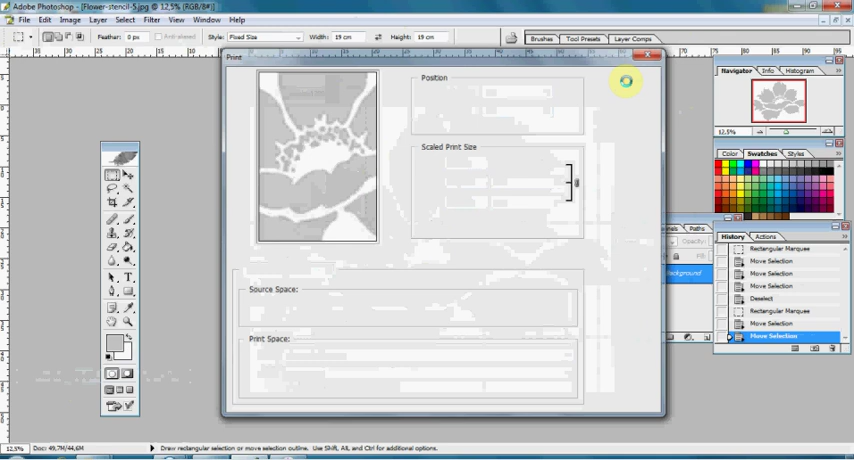 Adobe Photoshop - [Flower-stencil-5.jpg @ 12,5% (RGB/8#)]
File Edit Image Layer Select Filter View Window Help
Feather: 0 px Anti-aliased Style: Fixed Size Width: 19 cm Height: 19 cm Brushes Tool Presets Layer Comps
Print
Position
Scaled Print Size
Source Space:
Print Space:
Navigator Info Histogram
12.5%
Color Swatches Styles
Paths
Opacity:
Fill:
Background
History Actions
Rectangular Marquee
Move Selection
Move Selection
Move Selection
Deselect
Rectangular Marquee
Move Selection
Move Selection
12,5% Doc: 49,7M/44,6M Draw rectangular selection or move selection outline. Use Shift, Alt, and Ctrl for additional options.